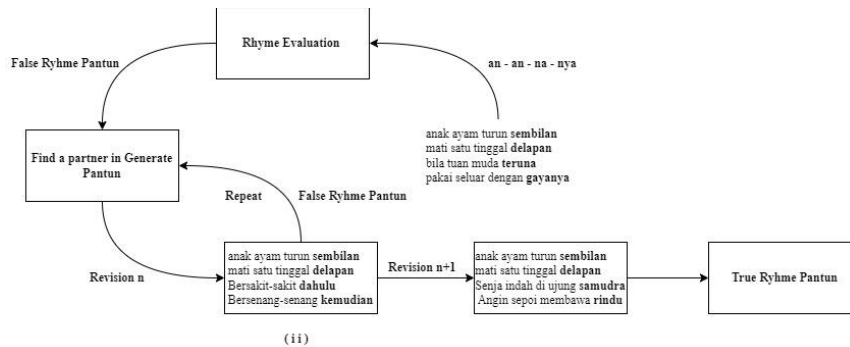 Rhyme Evaluation
False Ryhme Pantun
an - an - na - nya
anak ayam turun sembilan
mati satu tinggal delapan
bila tuan muda teruna
pakai seluar dengan gayanya
Find a partner in Generate
Pantun
Repeat
False Ryhme Pantun
Revision n
anak ayam turun sembilan
mati satu tinggal delapan
Bersakit-sakit dahulu
Bersenang-senang kemudian
Revision n+1
anak ayam turun sembilan
mati satu tinggal delapan
Senja indah di ujung samudra
Angin sepoi membawa rindu
True Ryhme Pantun
( i i )